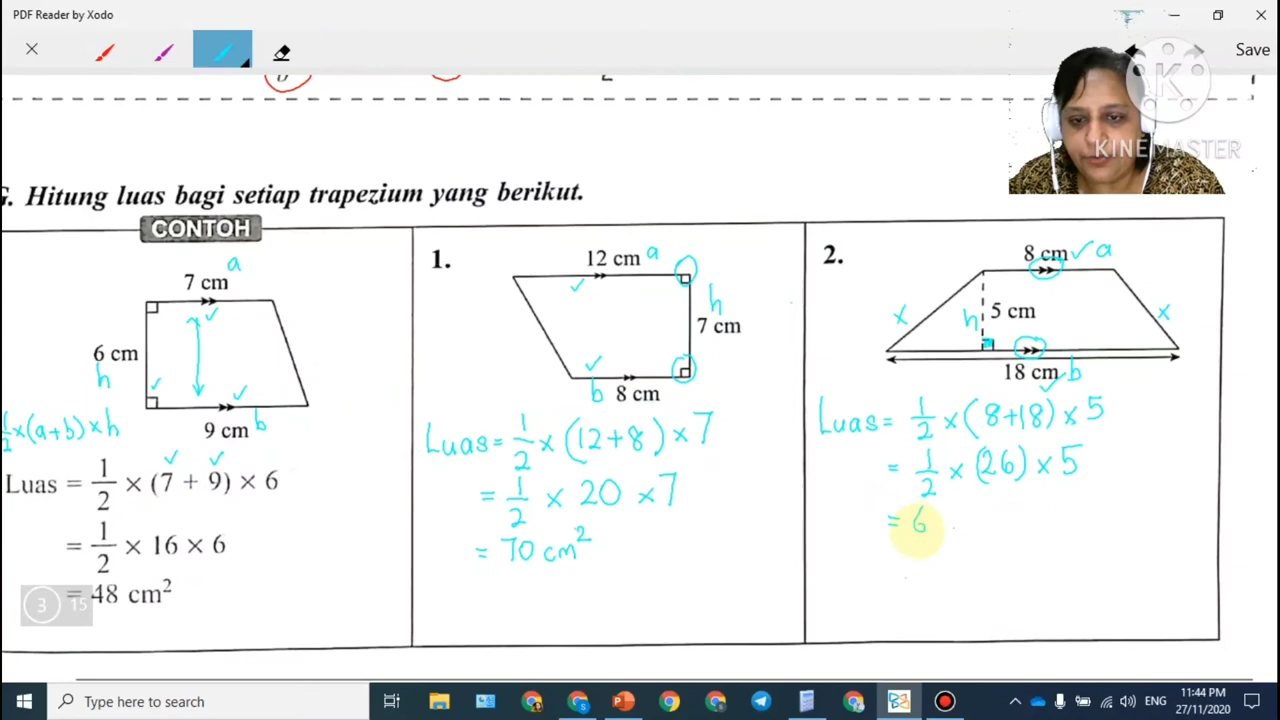 PDF Reader by Xodo
Save
K
KINEMASTER
G. Hitung luas bagi setiap trapezium yang berikut.
CONTOH
7 cm a
6 cm
h
9 cm b
½×(a+b)×h
Luas = 1/2 × (7 + 9) × 6
= 1/2 × 16 × 6
= 48 cm²
3 15
1.
12 cm a
h
7 cm
b 8 cm
Luas = 1/2 × (12+8) × 7
= 1/2 × 20 × 7
= 70 cm²
2.
8 cm ✓ a
x
h 5 cm
x
18 cm b
Luas = 1/2 × (8+18) × 5
= 1/2 × (26) × 5
= 6
Type here to search
ENG
11:44 PM
27/11/2020